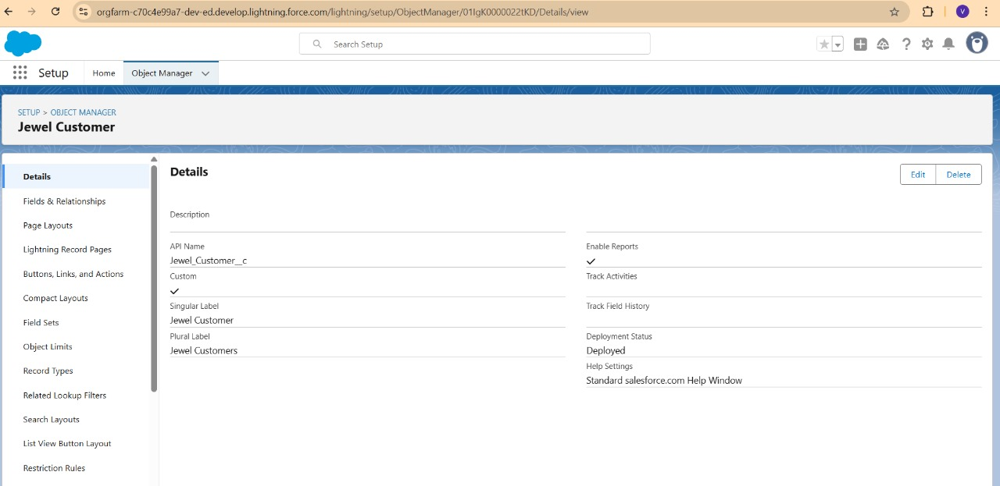 orgfarm-c70c4e99a7-dev-ed.develop.lightning.force.com/lightning/setup/ObjectManager/01IgK0000022tKD/Details/view
V
Search Setup
Setup
Home
Object Manager
SETUP > OBJECT MANAGER
Jewel Customer
Details
Fields & Relationships
Page Layouts
Lightning Record Pages
Buttons, Links, and Actions
Compact Layouts
Field Sets
Object Limits
Record Types
Related Lookup Filters
Search Layouts
List View Button Layout
Restriction Rules
Details
Edit
Delete
Description
API Name
Jewel_Customer__c
Custom
Singular Label
Jewel Customer
Plural Label
Jewel Customers
Enable Reports
Track Activities
Track Field History
Deployment Status
Deployed
Help Settings
Standard salesforce.com Help Window